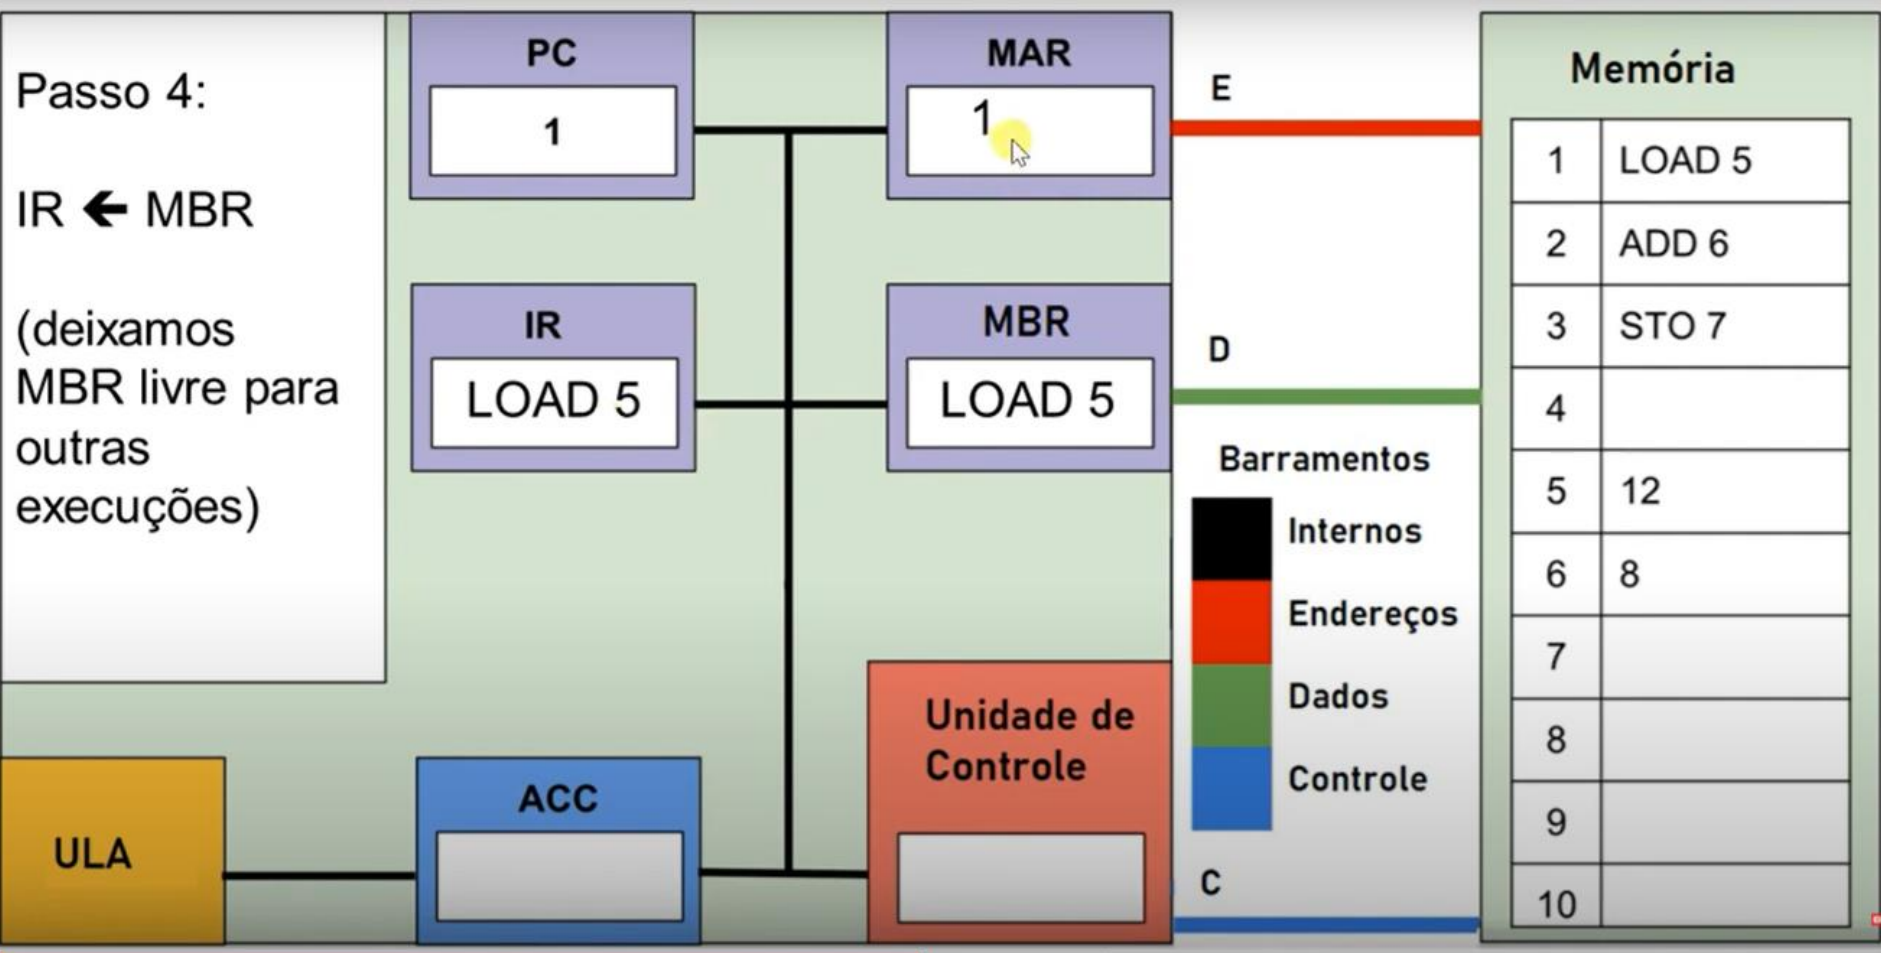 Passo 4:
IR 🡸 MBR
(deixamos
MBR livre para
outras
execuções)
PC
1
MAR
1
IR
LOAD 5
MBR
LOAD 5
ULA
ACC
Unidade de
Controle
E
D
Barramentos
Internos
Endereços
Dados
Controle
C
Memória
1 LOAD 5
2 ADD 6
3 STO 7
4
5 12
6 8
7
8
9
10